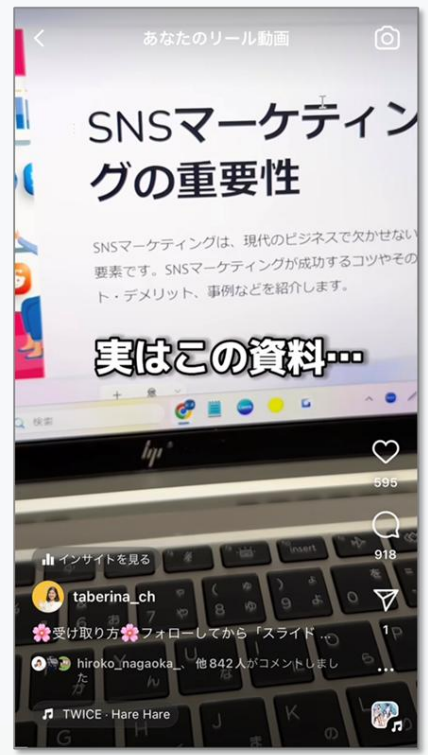 あなたのリール動画
SNSマーケティン
グの重要性
SNSマーケティングは、現代のビジネスで欠かせない
要素です。SNSマーケティングが成功するコツやその
ト・デメリット、事例などを紹介します。
実はこの資料…
検索
hp
595
918
インサイトを見る
insert
taberina_ch
🌸受け取り方🌸フォローしてから「スライド ...
1
hiroko_nagaoka_、他842人がコメントしまし
た
TWICE · Hare Hare